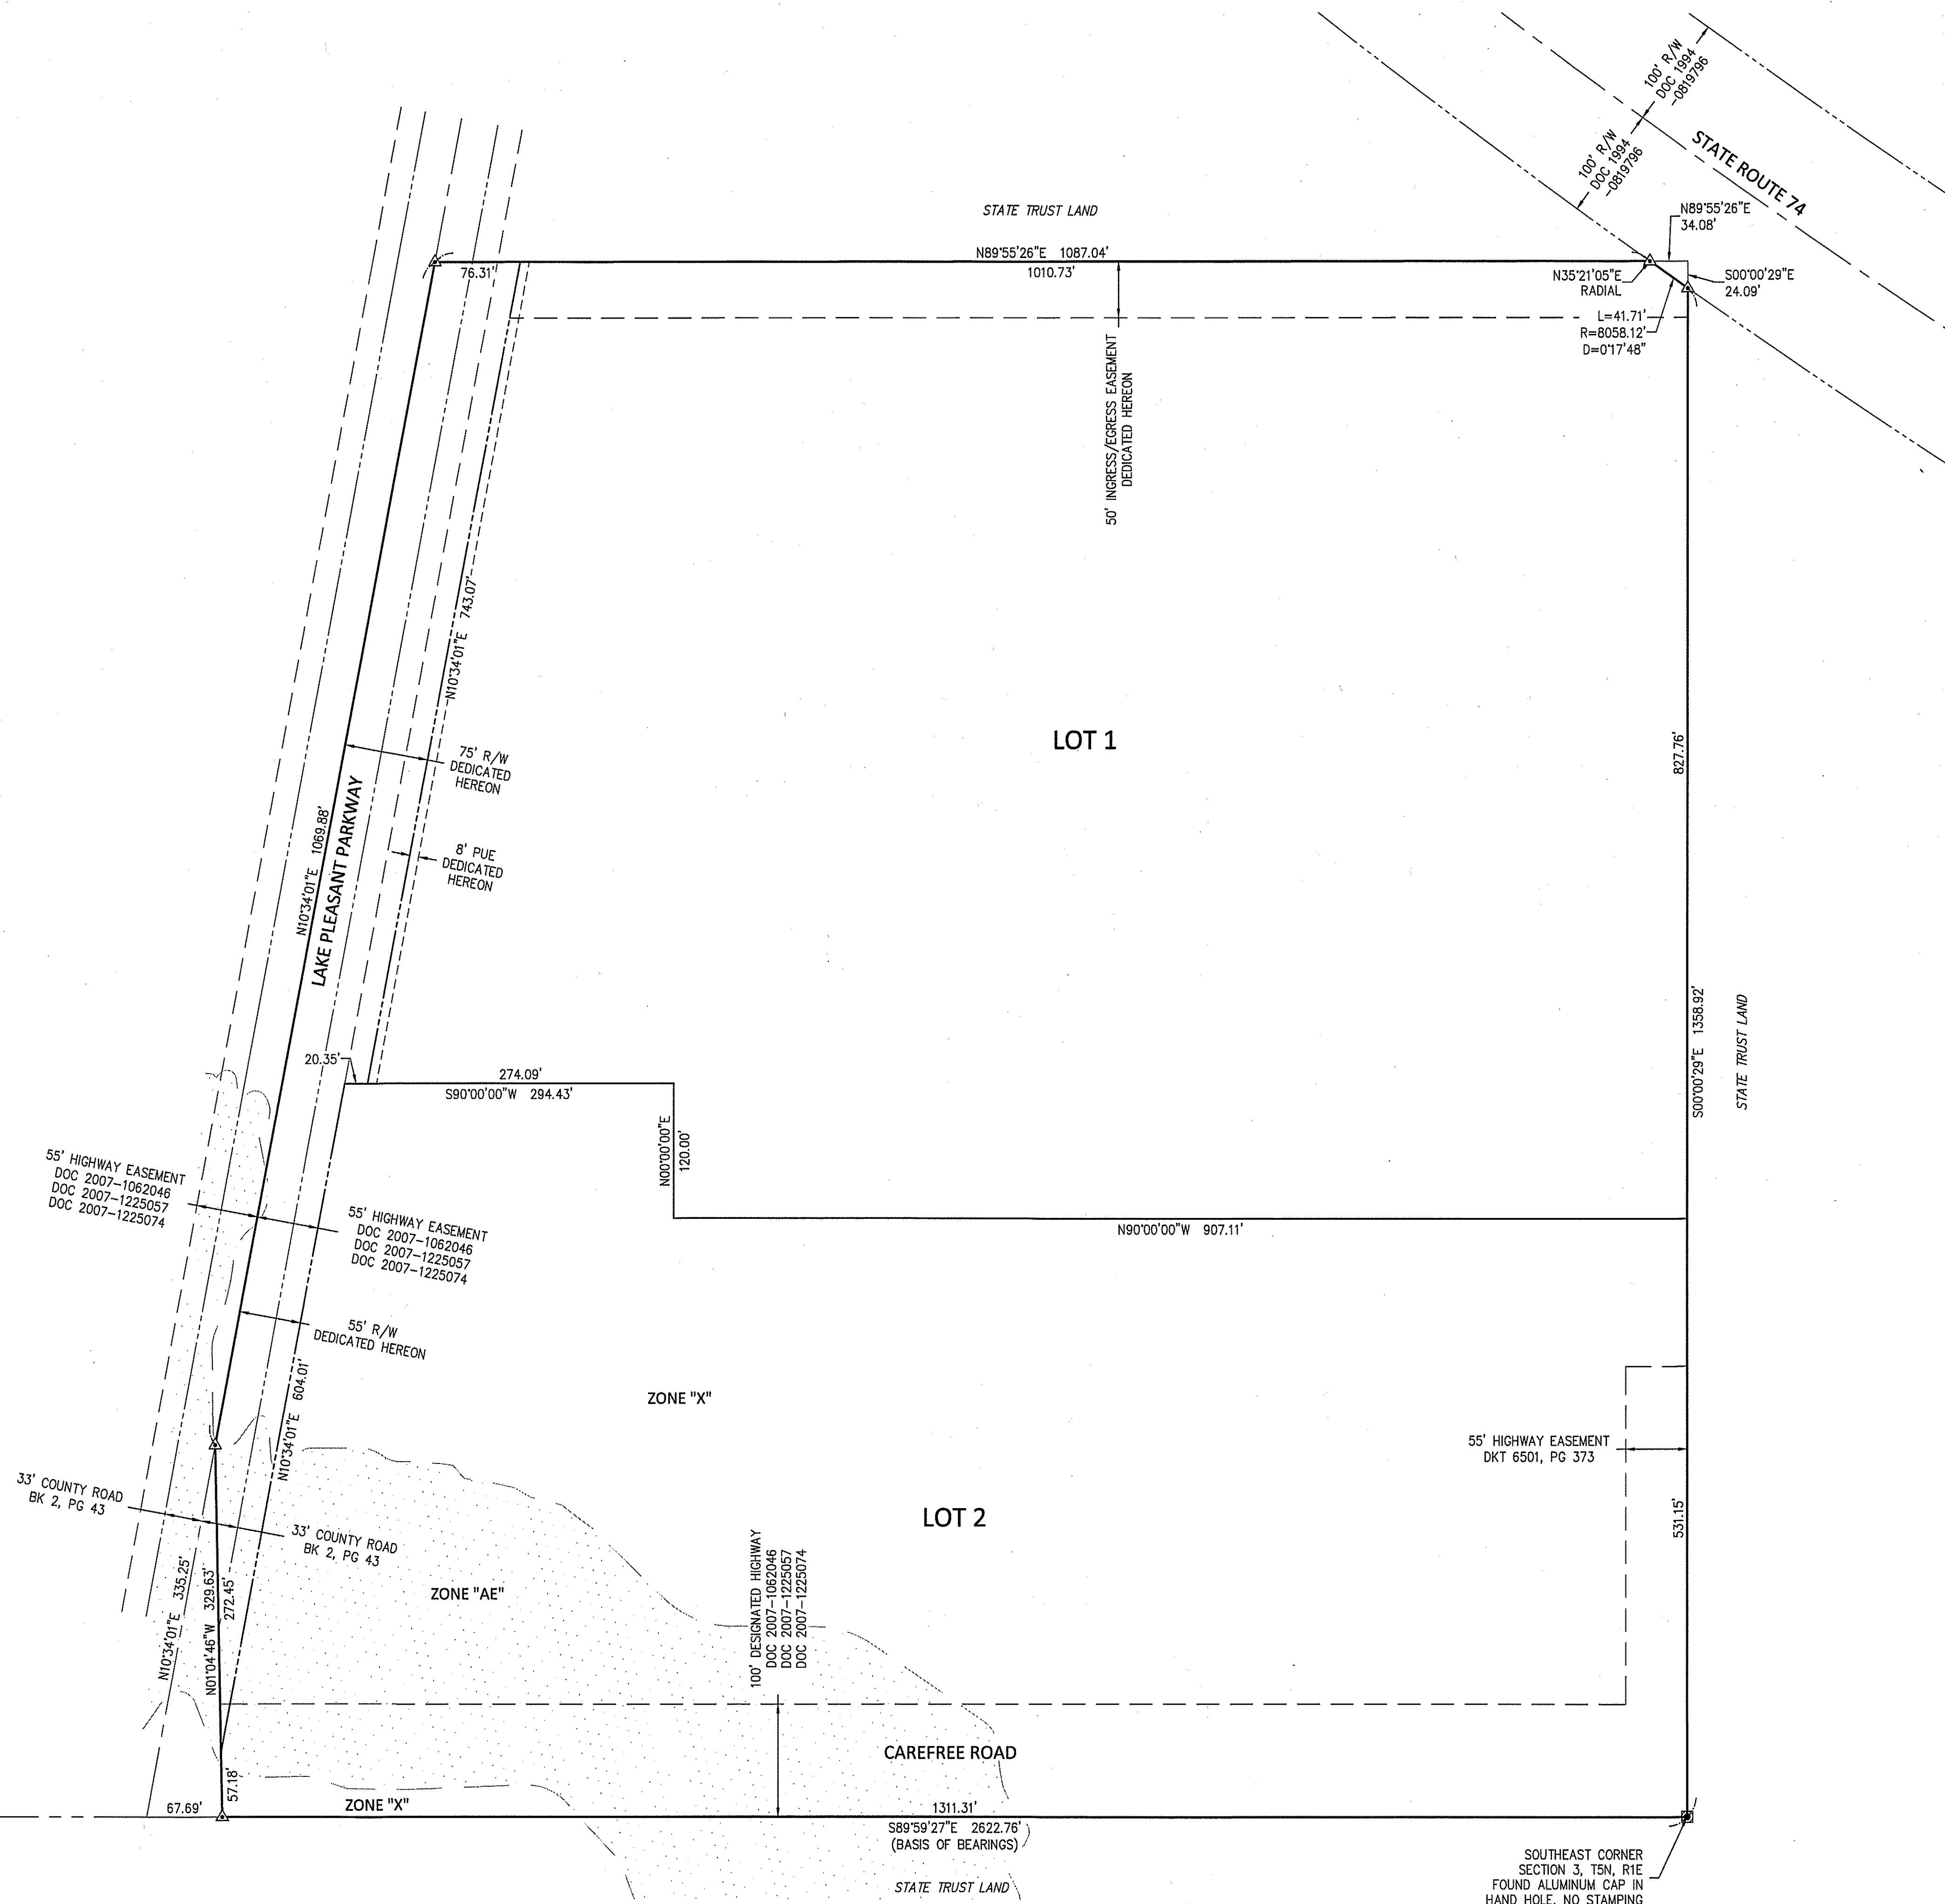 100' R/W
DOC 1994
-0819796
100' R/W
DOC 1994
-0819796
STATE ROUTE 74
STATE TRUST LAND
N89°55'26"E
34.08'
N89°55'26"E 1087.04'
76.31'
1010.73'
N35°21'05"E
RADIAL
S00°00'29"E
24.09'
L=41.71'
R=8058.12'
D=0°17'48"
50' INGRESS/EGRESS EASEMENT
DEDICATED HEREON
N10°34'01"E 743.07'
LOT 1
827.76'
75' R/W
DEDICATED
HEREON
N10°34'01"E 1069.88'
LAKE PLEASANT PARKWAY
8' PUE
DEDICATED
HEREON
S00°00'29"E 1358.92'
STATE TRUST LAND
20.35'
274.09'
S90°00'00"W 294.43'
N00°00'00"E
120.00'
55' HIGHWAY EASEMENT
DOC 2007-1062046
DOC 2007-1225057
DOC 2007-1225074
55' HIGHWAY EASEMENT
DOC 2007-1062046
DOC 2007-1225057
DOC 2007-1225074
N90°00'00"W 907.11'
55' R/W
DEDICATED HEREON
N10°34'01"E 604.01'
ZONE "X"
55' HIGHWAY EASEMENT
DKT 6501, PG 373
33' COUNTY ROAD
BK 2, PG 43
33' COUNTY ROAD
BK 2, PG 43
LOT 2
531.15'
N10°34'01"E 335.25'
N01°04'46"W 329.63'
272.45'
ZONE "AE"
100' DESIGNATED HIGHWAY
DOC 2007-1062046
DOC 2007-1225057
DOC 2007-1225074
CAREFREE ROAD
57.18'
67.69'
ZONE "X"
1311.31'
S89°59'27"E 2622.76'
(BASIS OF BEARINGS)
STATE TRUST LAND
SOUTHEAST CORNER
SECTION 3, T5N, R1E
FOUND ALUMINUM CAP IN
HAND HOLE, NO STAMPING